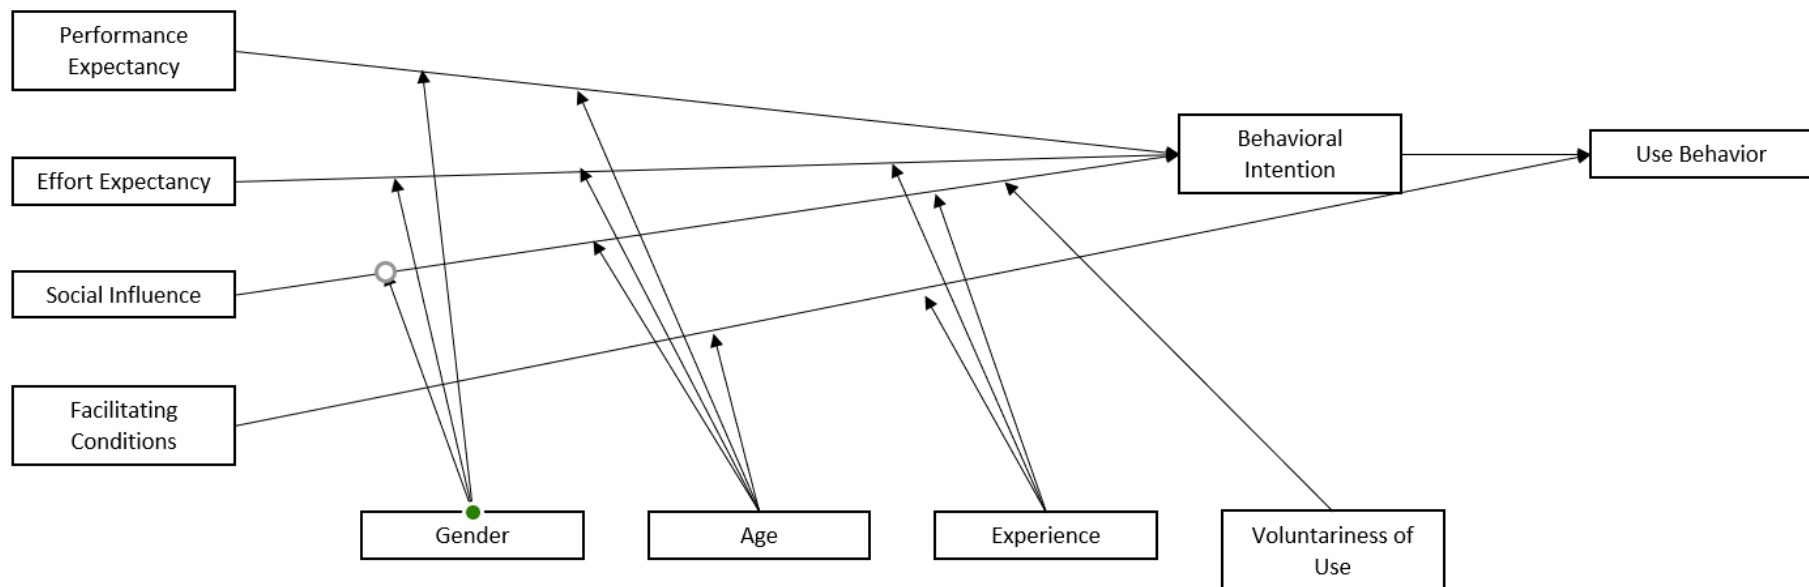 Performance
Expectancy
Effort Expectancy
Social Influence
Facilitating
Conditions
Behavioral
Intention
Use Behavior
Gender
Age
Experience
Voluntariness of
Use